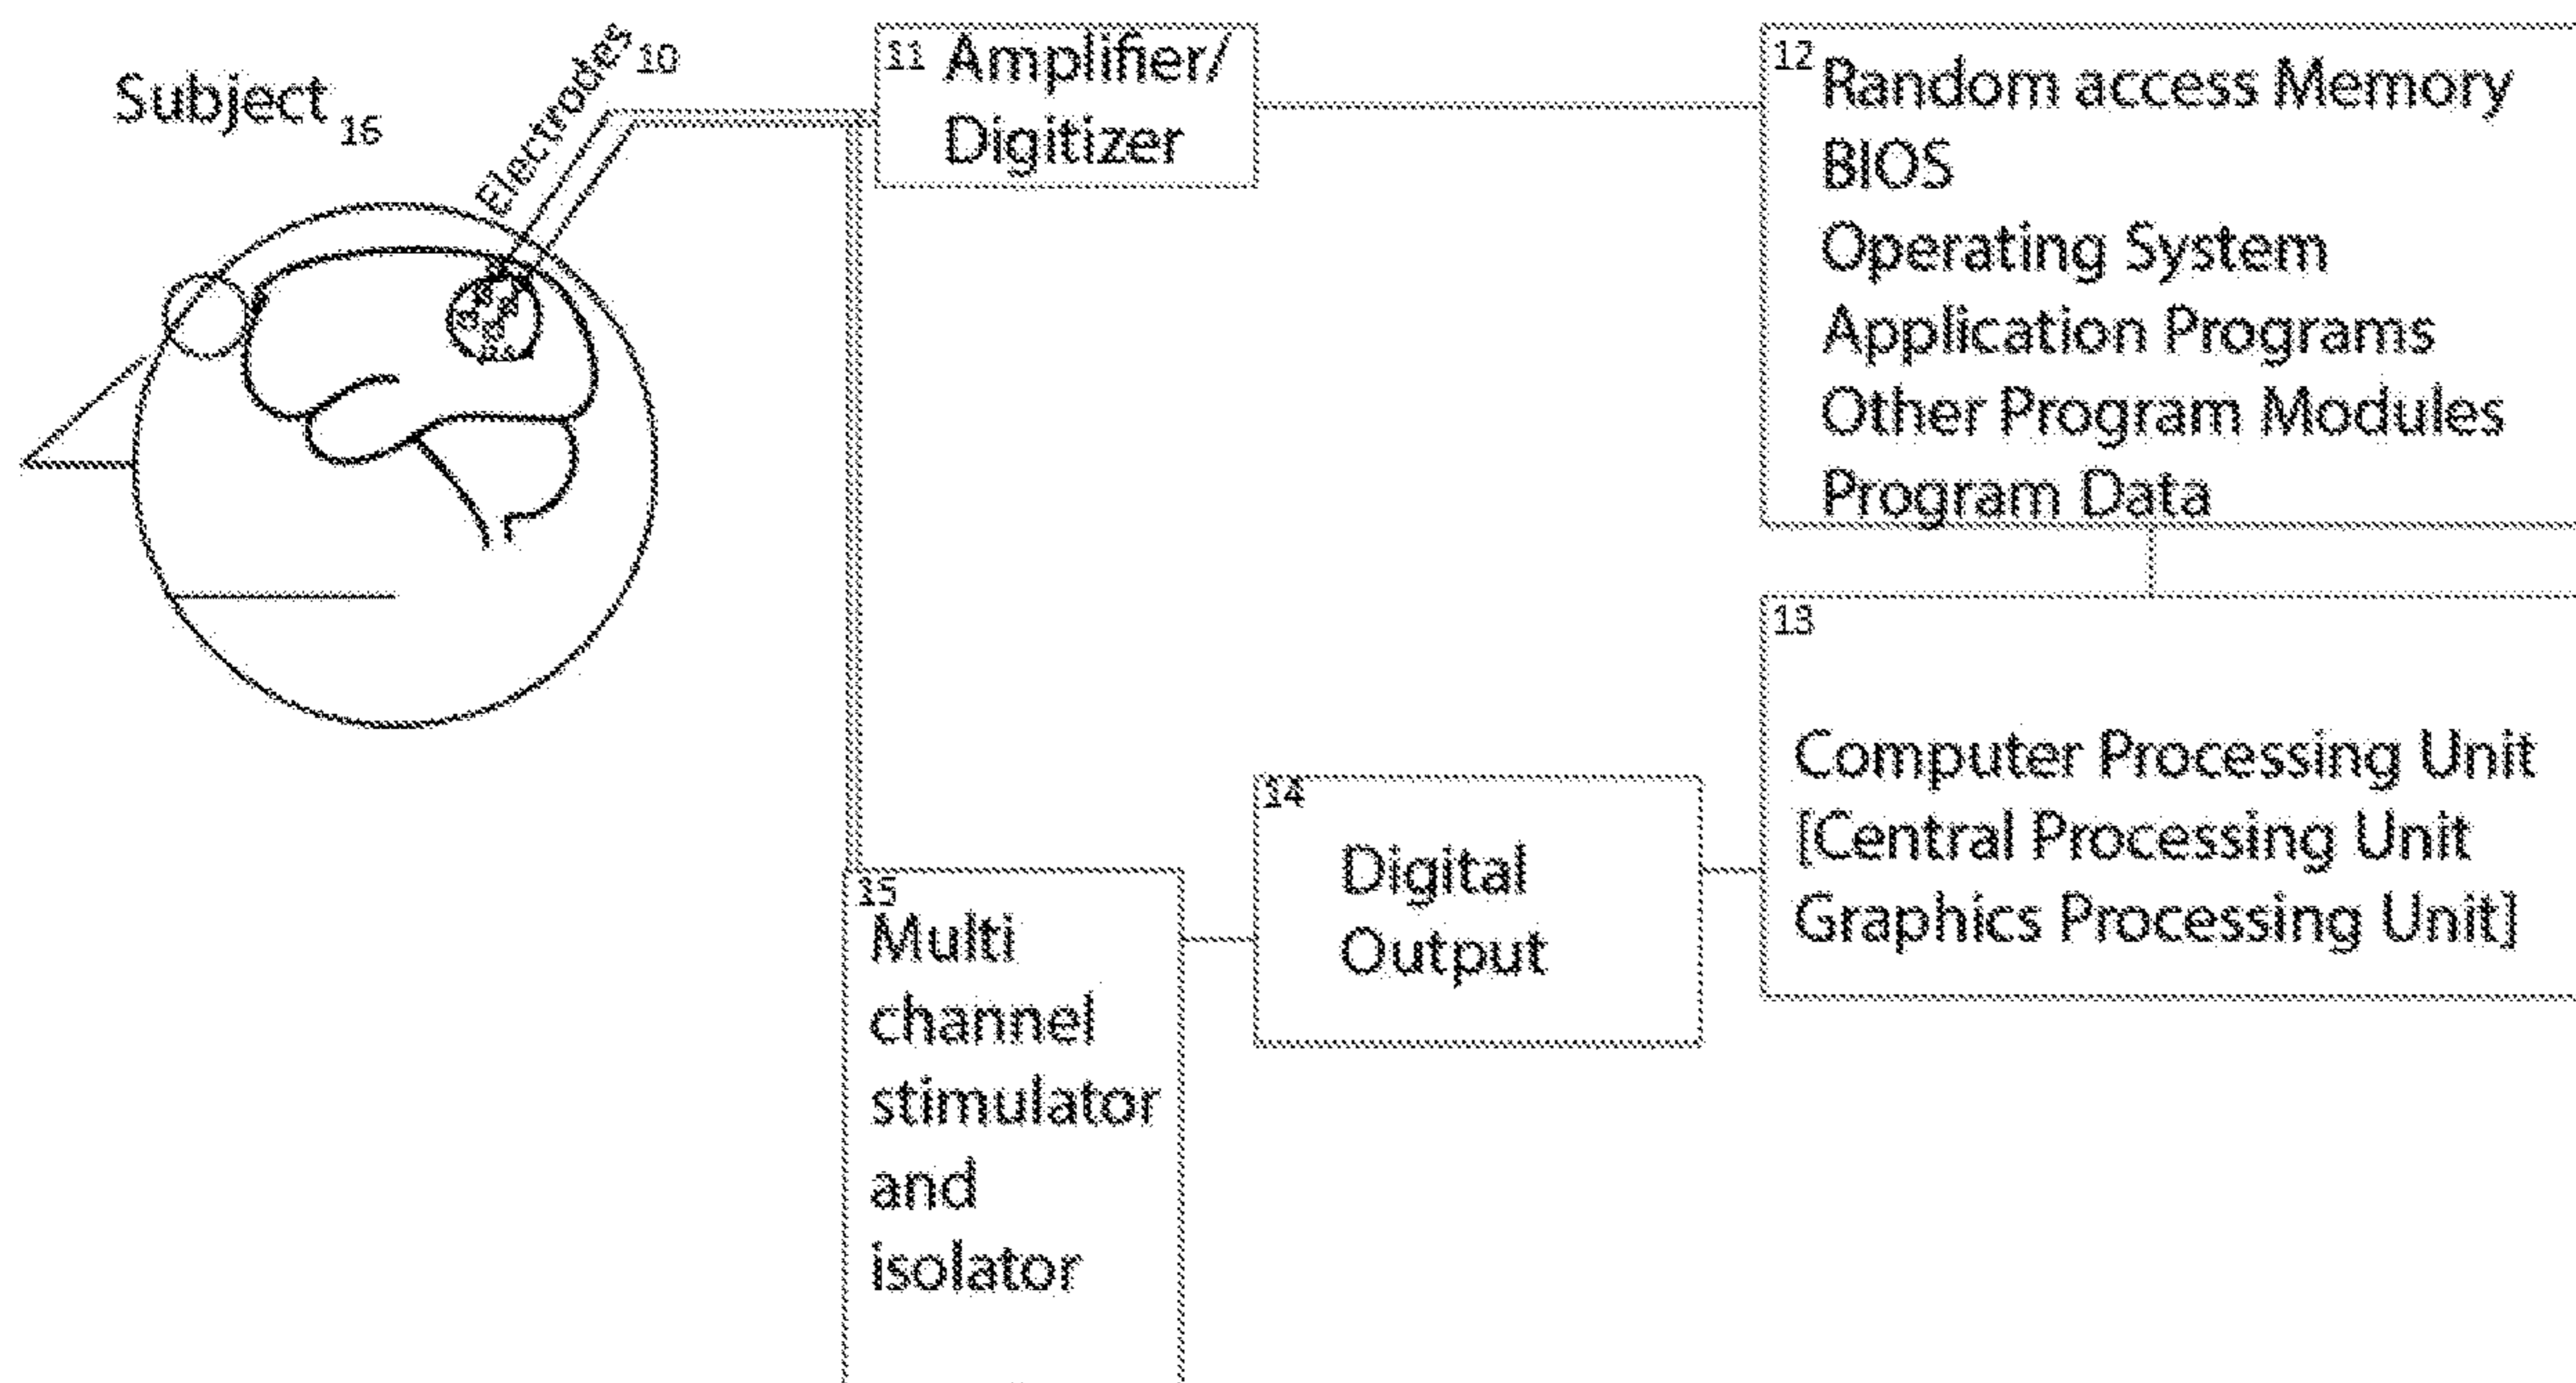 Subject 16
Electrodes 10
11 Amplifier/
Digitizer
12 Random access Memory
BIOS
Operating System
Application Programs
Other Program Modules
Program Data
13
Computer Processing Unit
[Central Processing Unit
Graphics Processing Unit]
14
Digital
Output
15
Multi
channel
stimulator
and
isolator